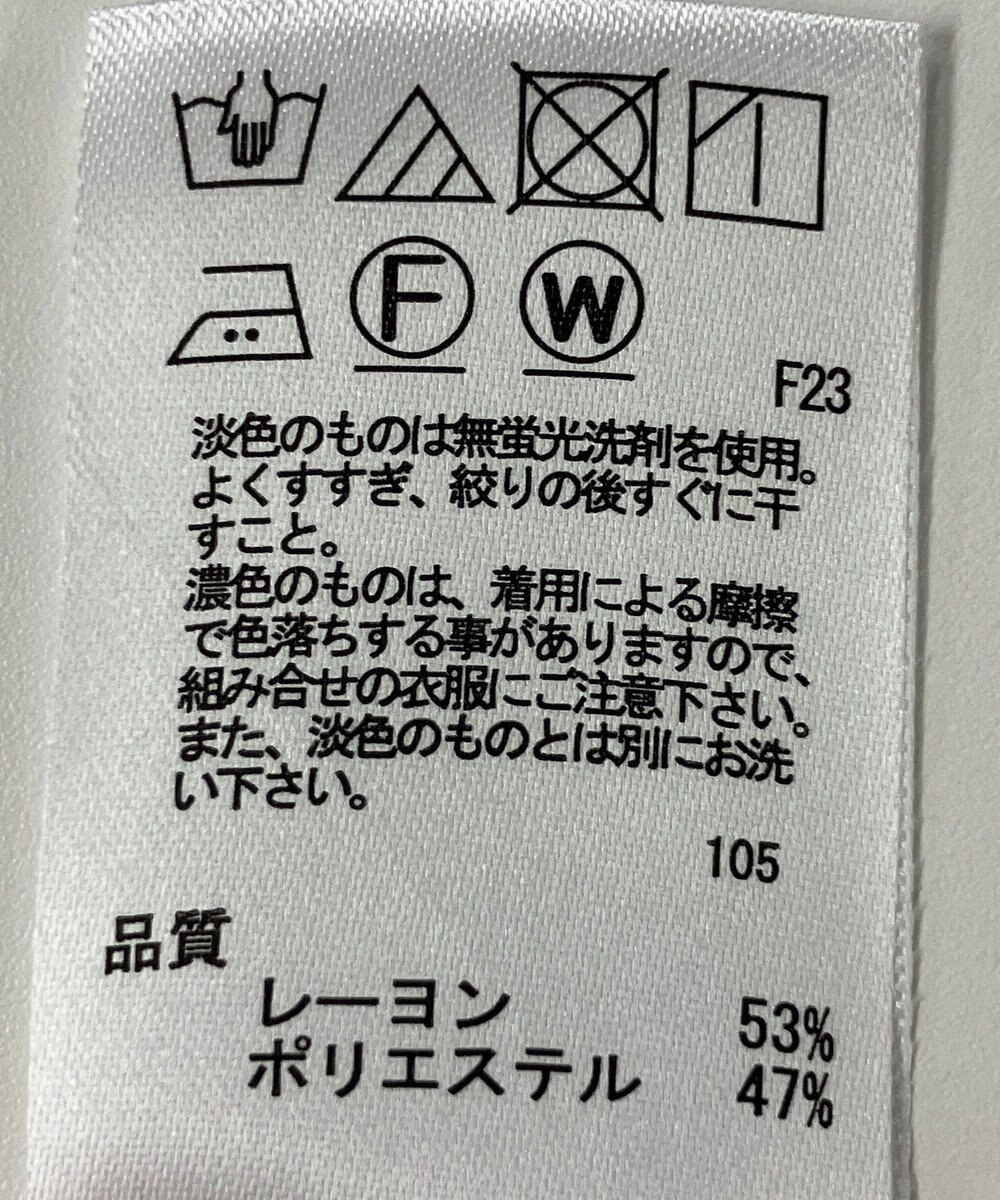 F W
F23
淡色のものは無蛍光洗剤を使用。
よくすすぎ、絞りの後すぐに干
すこと。
濃色のものは、着用による摩擦
で色落ちする事がありますので、
組み合せの衣服にご注意下さい。
また、淡色のものとは別にお洗
い下さい。
105
品質
レーヨン 53%
ポリエステル 47%